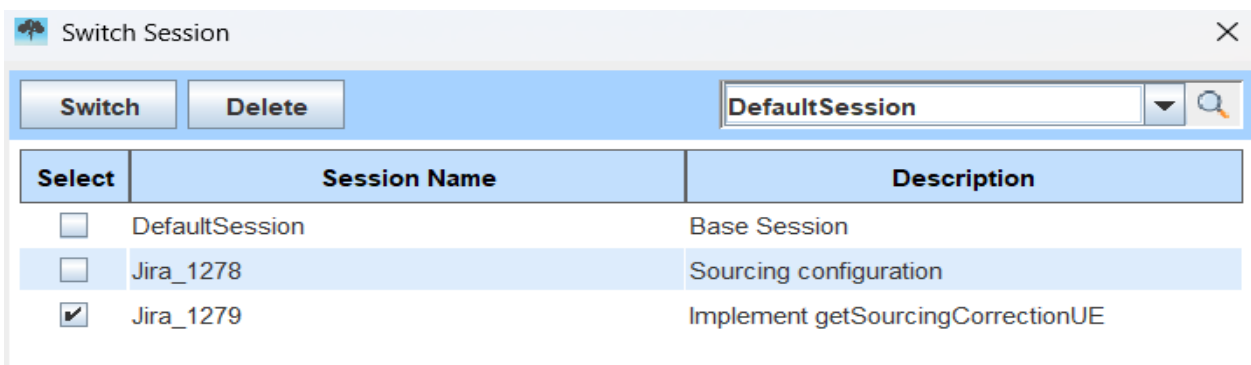 Switch Session
Switch Delete DefaultSession
Select Session Name Description
DefaultSession Base Session
Jira_1278 Sourcing configuration
Jira_1279 Implement getSourcingCorrectionUE